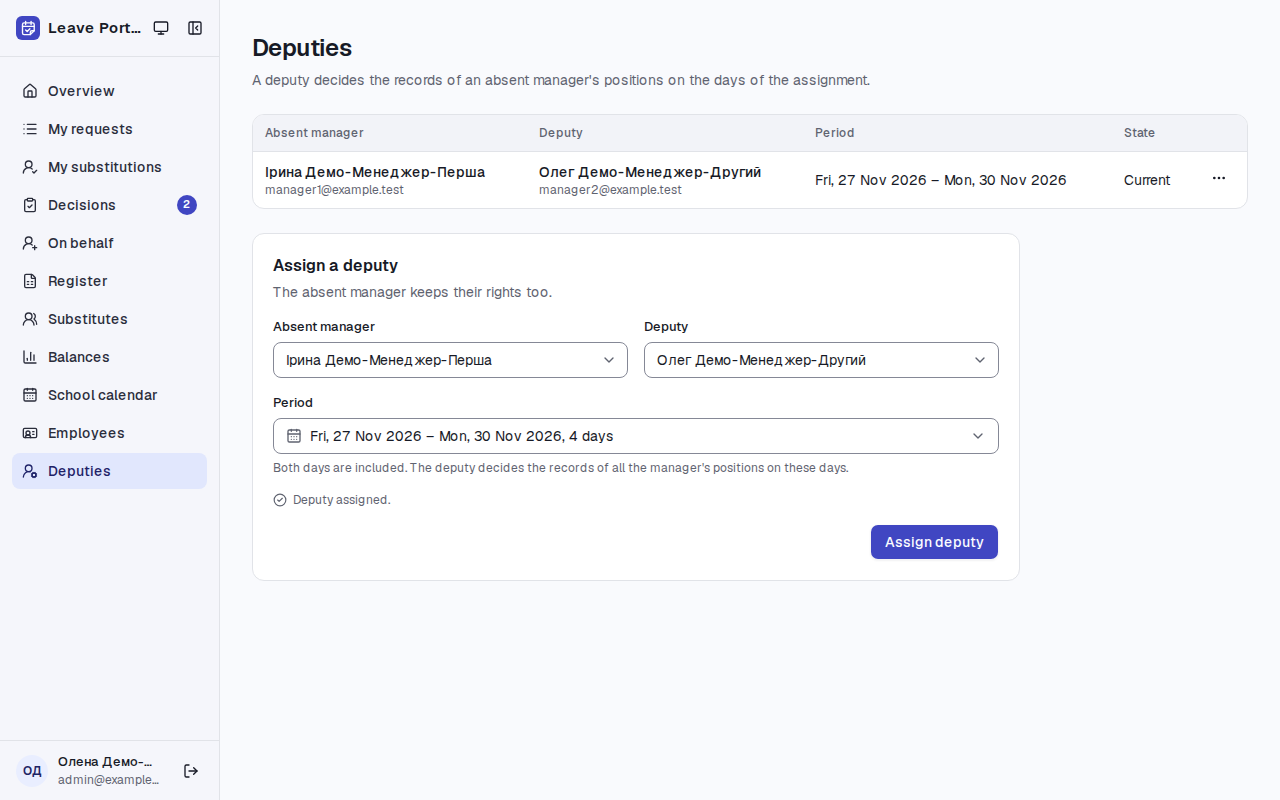 Leave Port...
Overview
My requests
My substitutions
Decisions 2
On behalf
Register
Substitutes
Balances
School calendar
Employees
Deputies
ОД
Олена Демо-...
admin@example...
Deputies
A deputy decides the records of an absent manager's positions on the days of the assignment.
Absent manager Deputy Period State
Ірина Демо-Менеджер-Перша Олег Демо-Менеджер-Другий Fri, 27 Nov 2026 – Mon, 30 Nov 2026 Current
manager1@example.test manager2@example.test
Assign a deputy
The absent manager keeps their rights too.
Absent manager Deputy
Ірина Демо-Менеджер-Перша Олег Демо-Менеджер-Другий
Period
Fri, 27 Nov 2026 – Mon, 30 Nov 2026, 4 days
Both days are included. The deputy decides the records of all the manager's positions on these days.
Deputy assigned.
Assign deputy